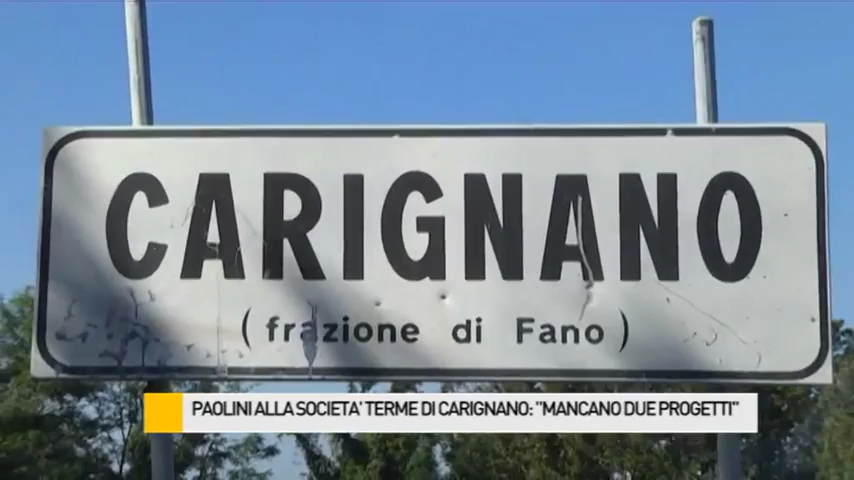 CARIGNANO
(frazione di Fano)
PAOLINI ALLA SOCIETA' TERME DI CARIGNANO: "MANCANO DUE PROGETTI"